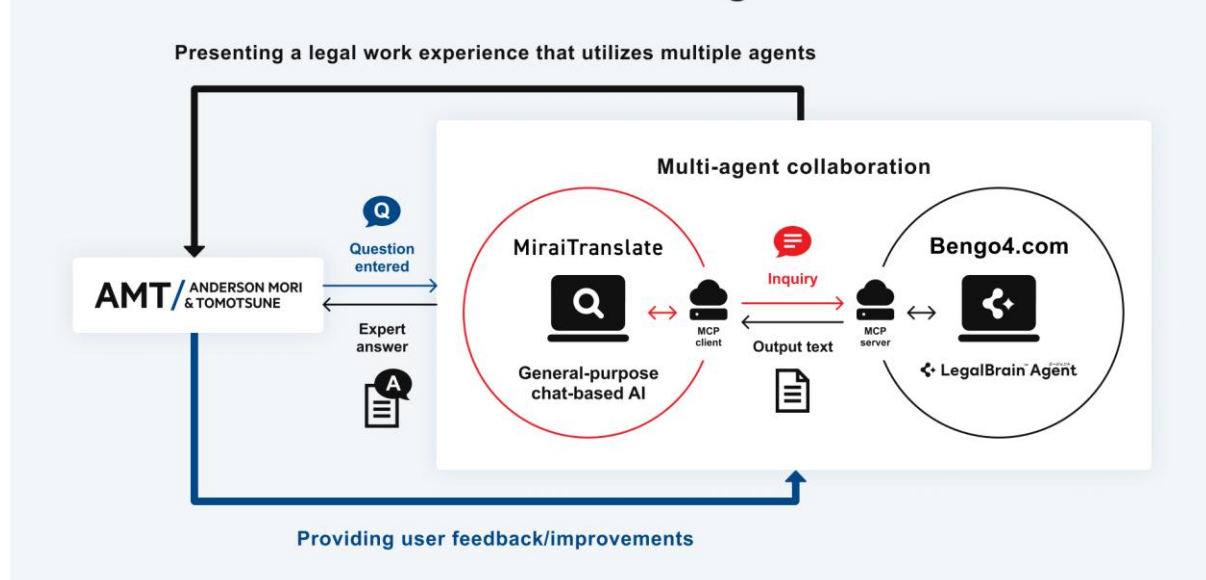 Presenting a legal work experience that utilizes multiple agents
Multi-agent collaboration
Q
Question
entered
AMT/ ANDERSON MORI
& TOMOTSUNE
Expert
answer
A
MiraiTranslate
General-purpose
chat-based AI
MCP
client
Inquiry
Output text
MCP
server
Bengo4.com
LegalBrain™ Agent
Providing user feedback/improvements